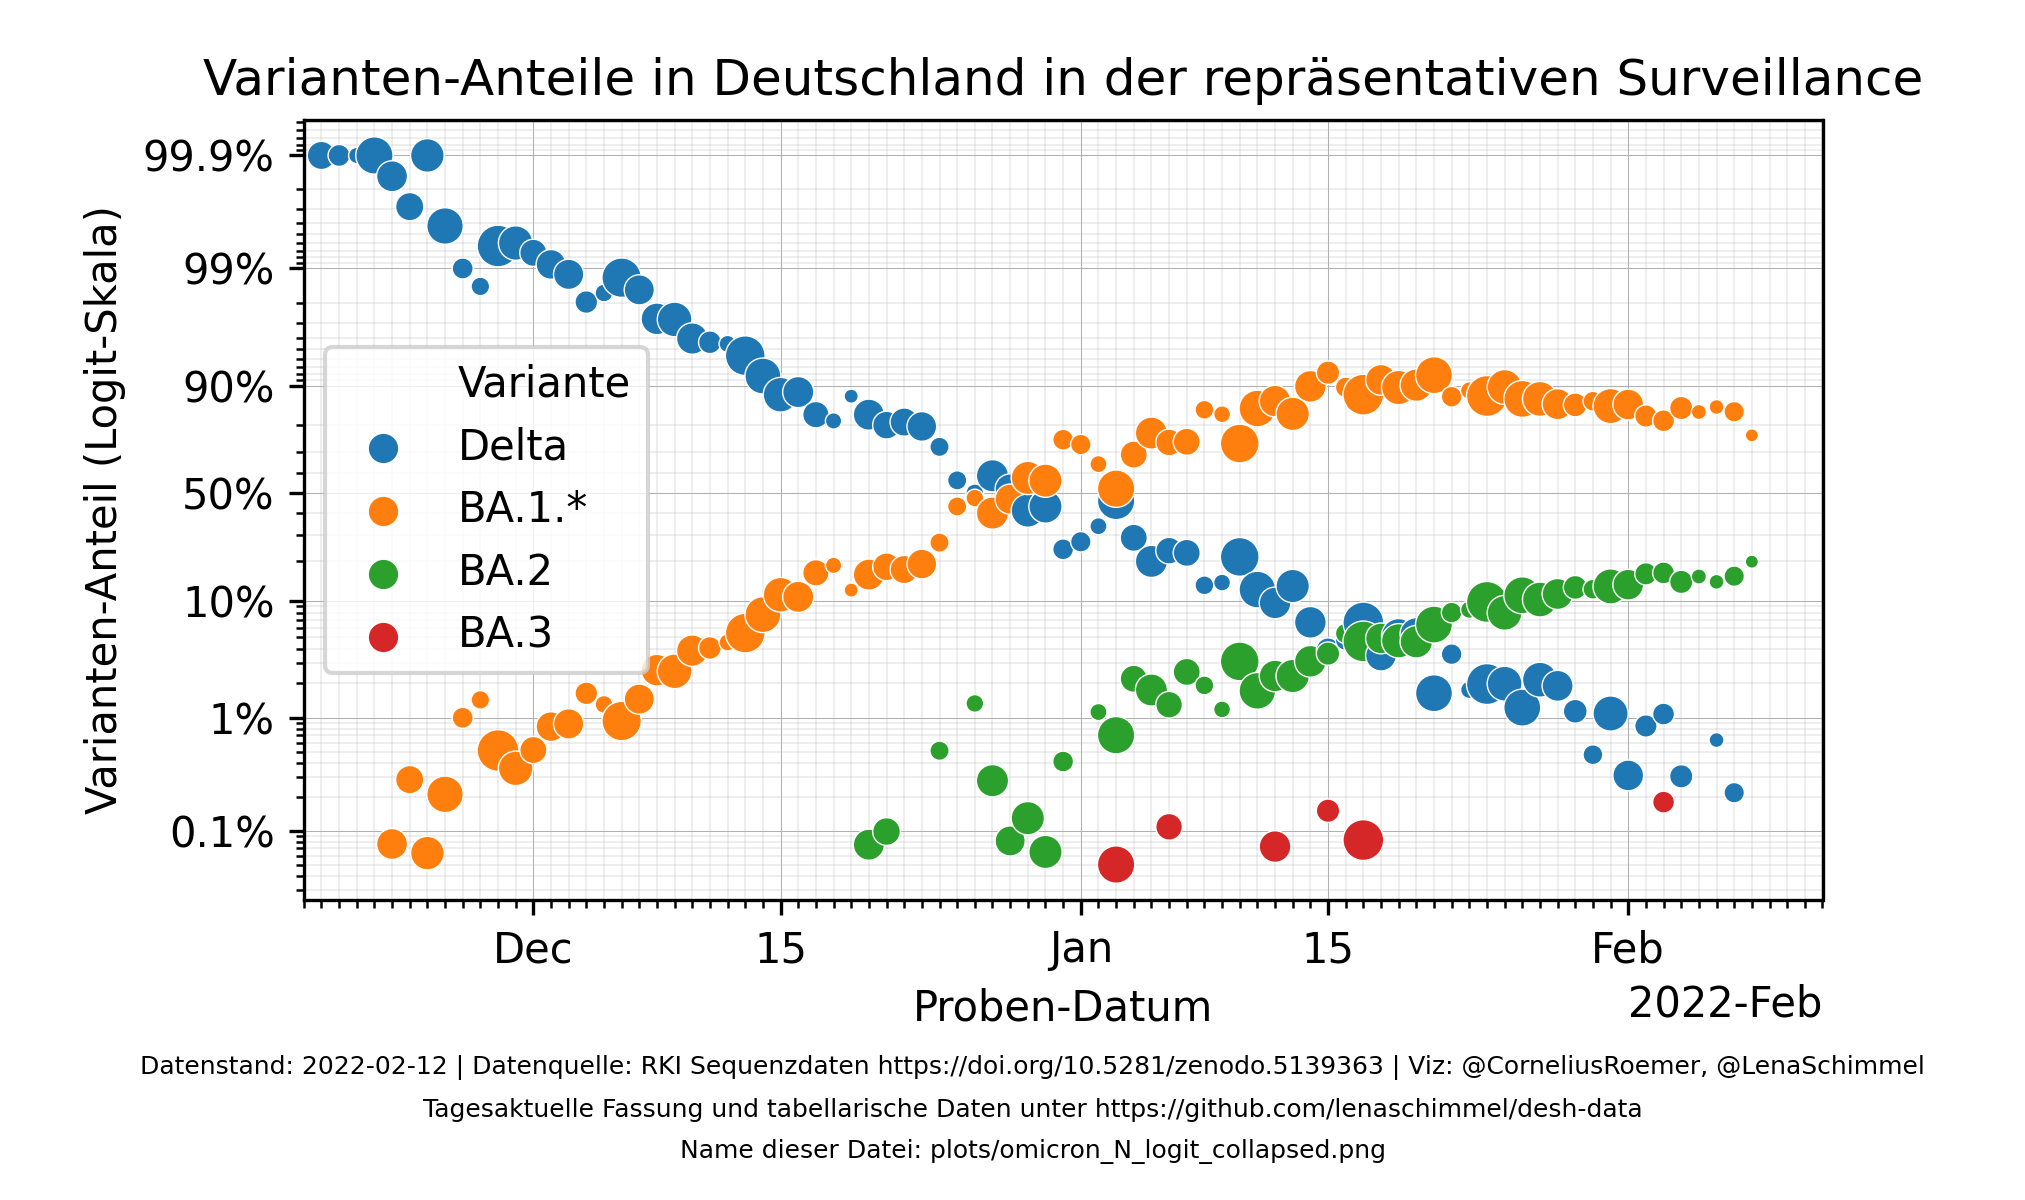 Varianten-Anteile in Deutschland in der repräsentativen Surveillance
Varianten-Anteil (Logit-Skala)
99.9%
99%
90%
50%
10%
1%
0.1%
Variante
Delta
BA.1.*
BA.2
BA.3
Dec
15
Jan
15
Feb
2022-Feb
Proben-Datum
Datenstand: 2022-02-12 | Datenquelle: RKI Sequenzdaten https://doi.org/10.5281/zenodo.5139363 | Viz: @CorneliusRoemer, @LenaSchimmel
Tagesaktuelle Fassung und tabellarische Daten unter https://github.com/lenaschimmel/desh-data
Name dieser Datei: plots/omicron_N_logit_collapsed.png